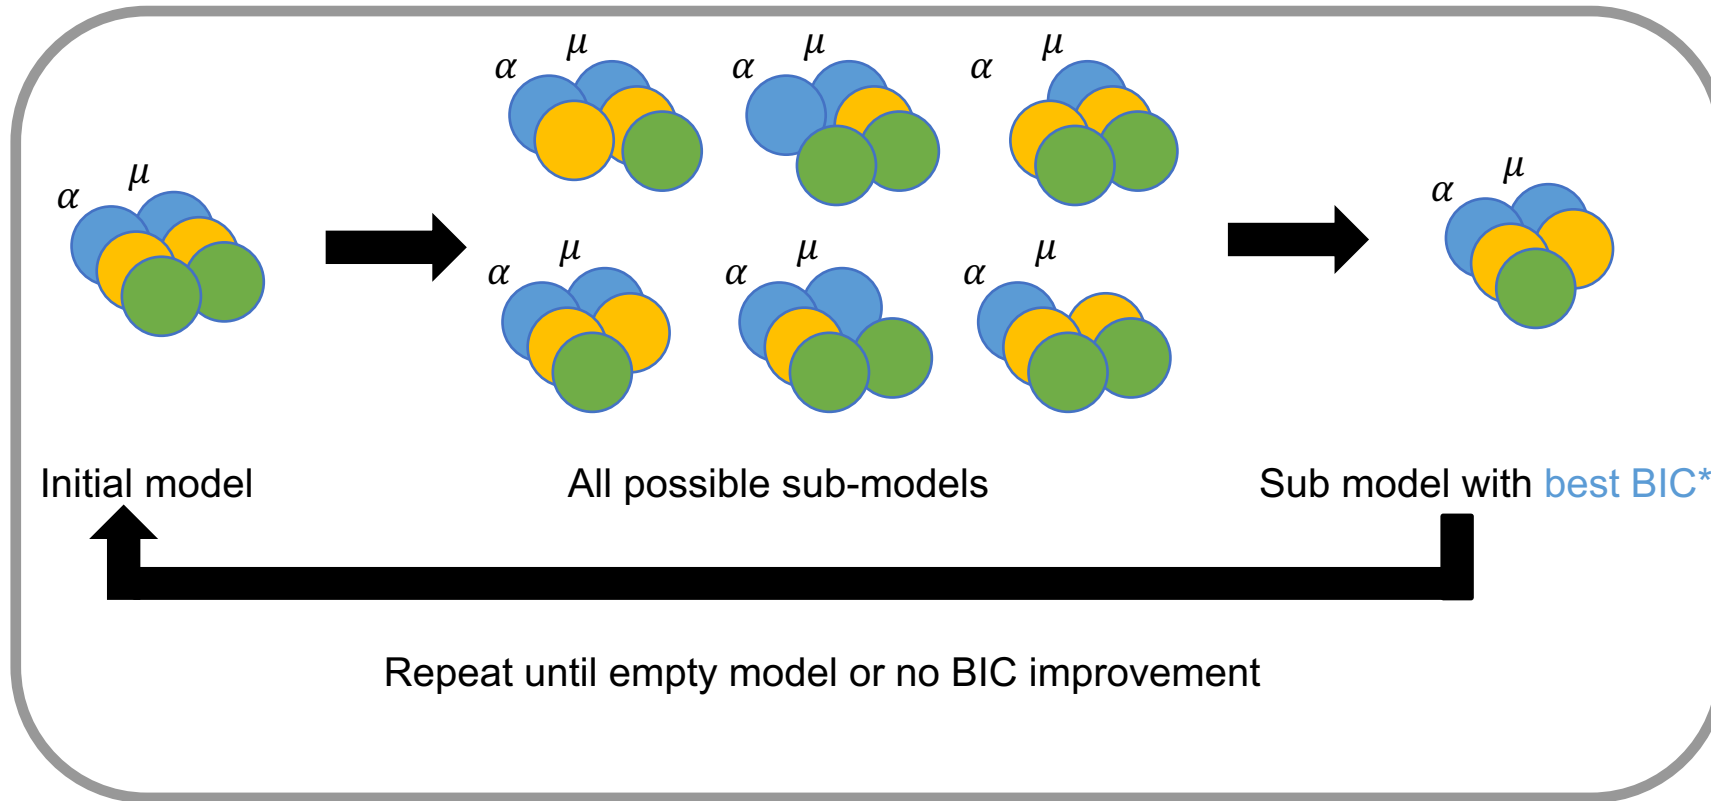 α μ
α μ
α μ
α μ
α μ
α μ
α μ
α μ
Initial model
All possible sub-models
Sub model with best BIC*
Repeat until empty model or no BIC improvement